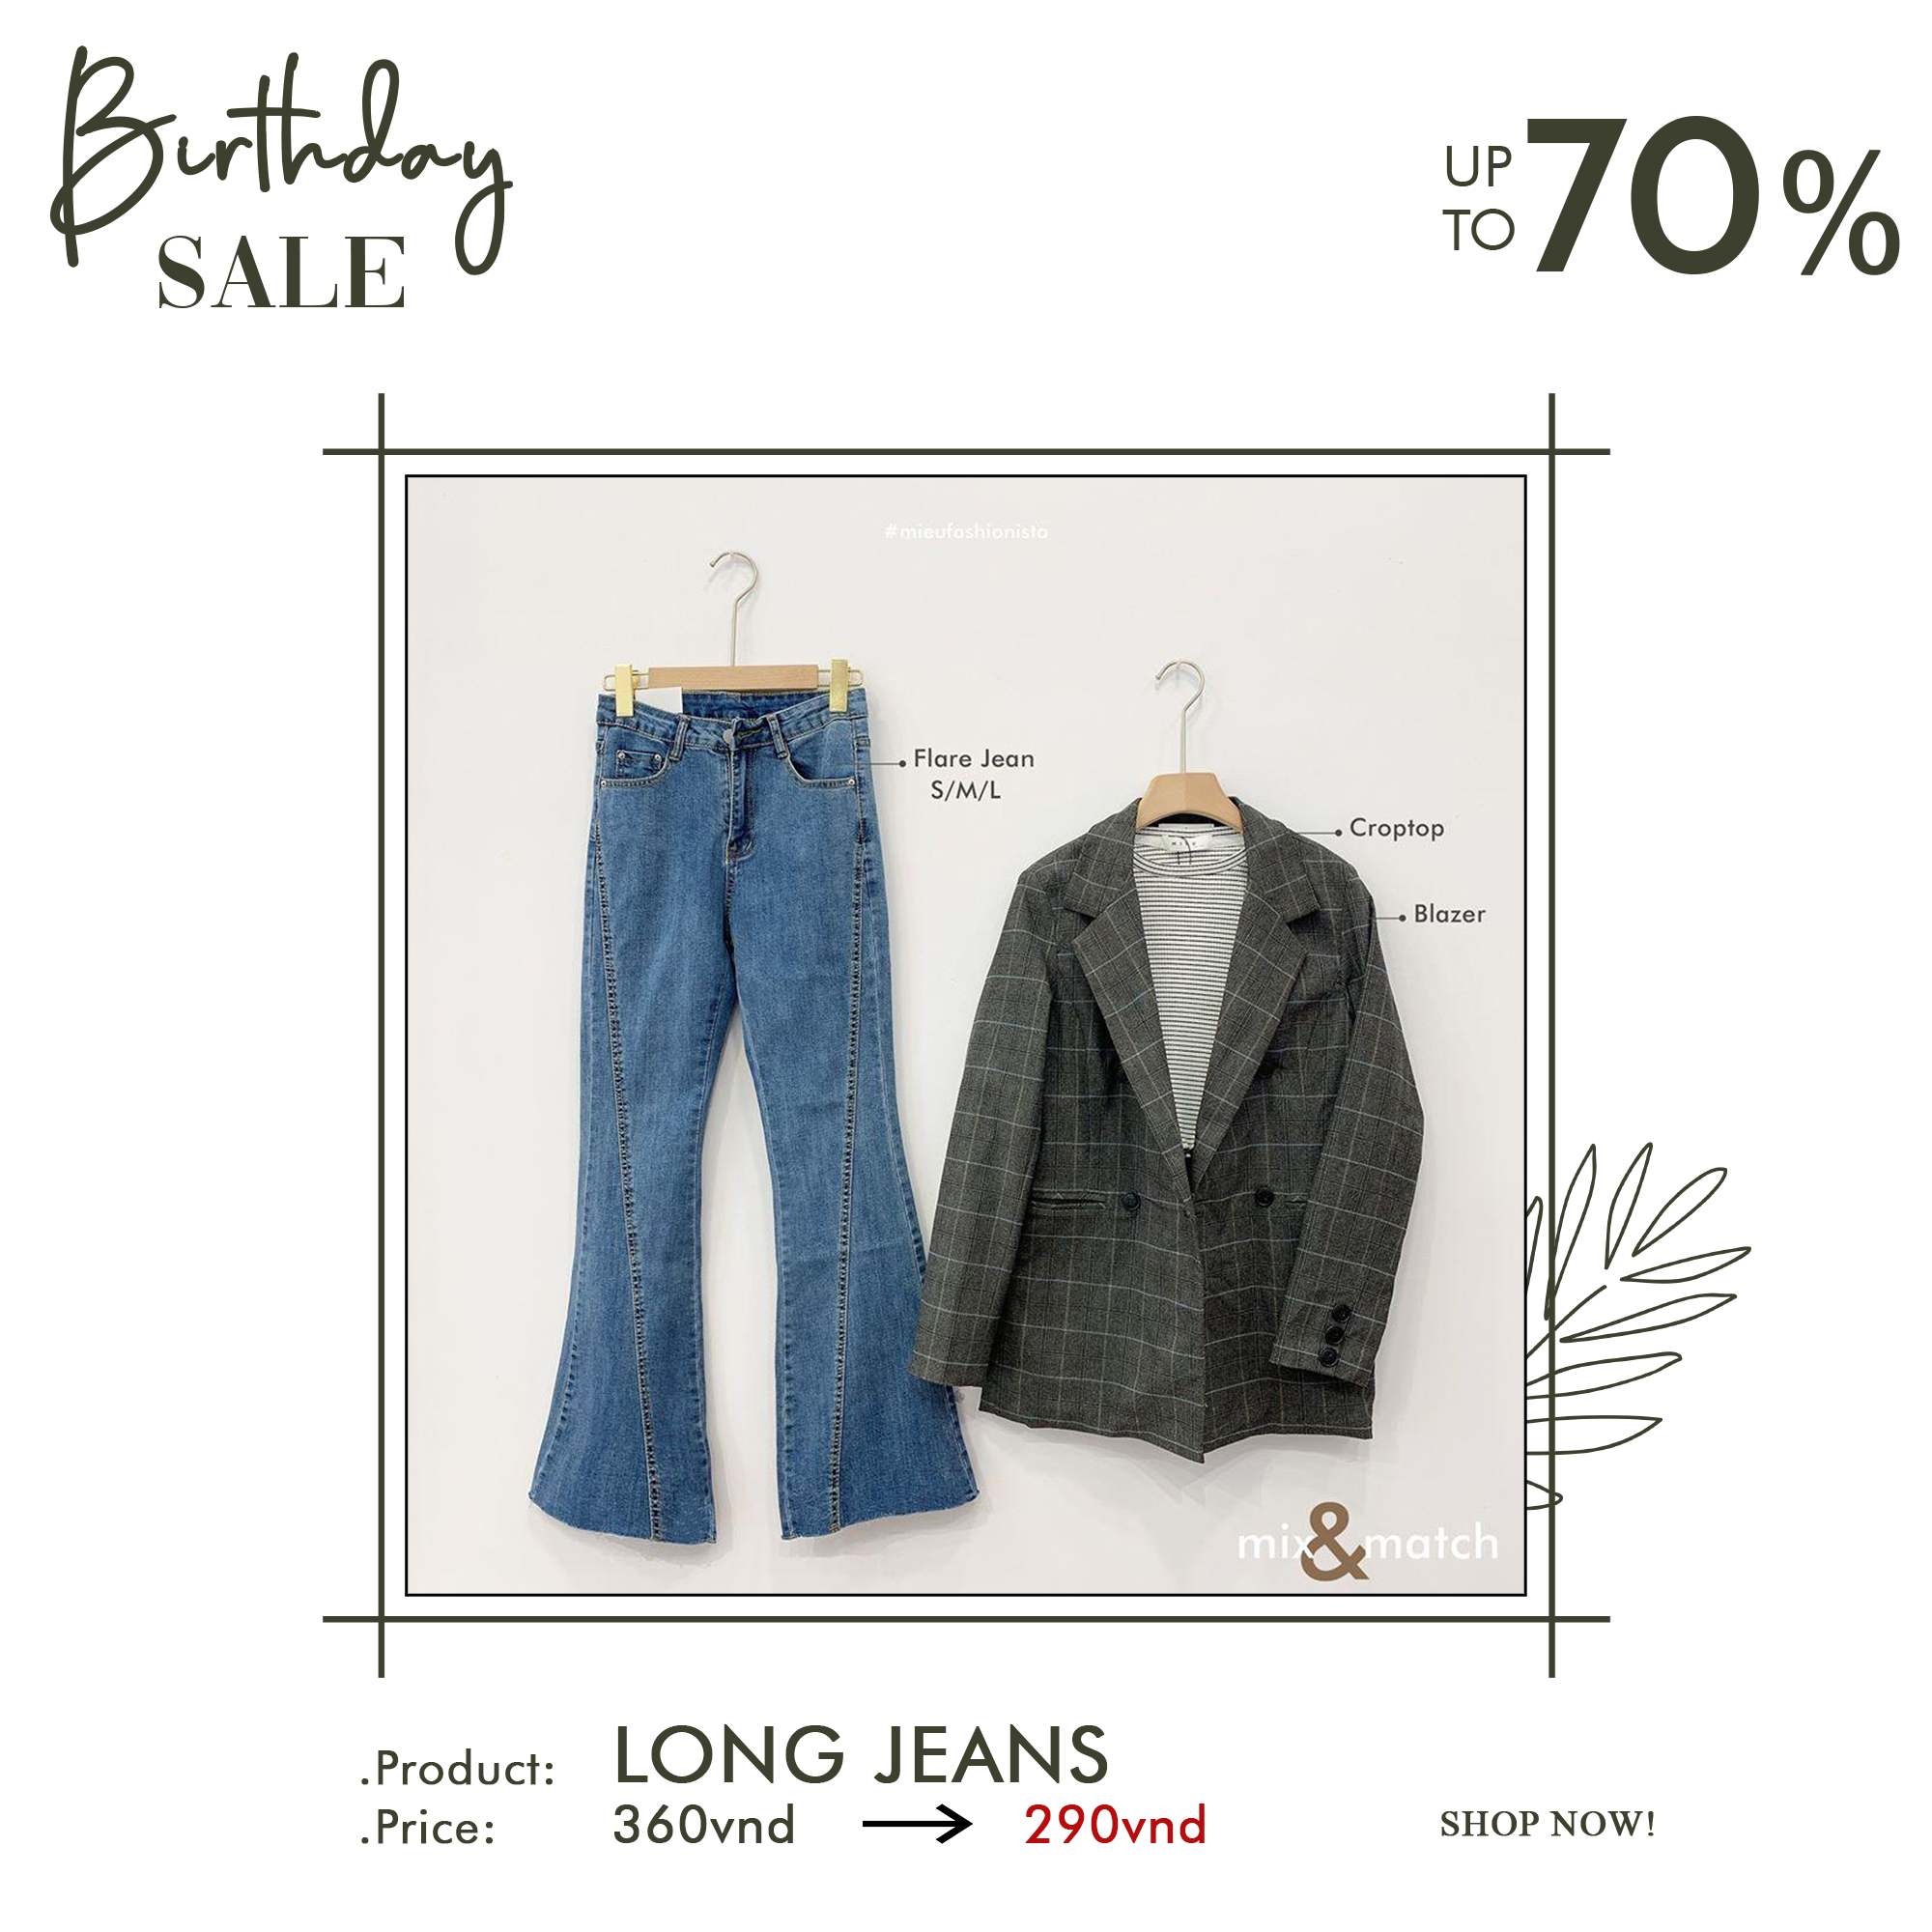 Birthday
SALE
UP
TO
70%
#mieufashionista
Flare Jean
S/M/L
Croptop
Blazer
mix&match
.Product: LONG JEANS
.Price: 360vnd → 290vnd
SHOP NOW!